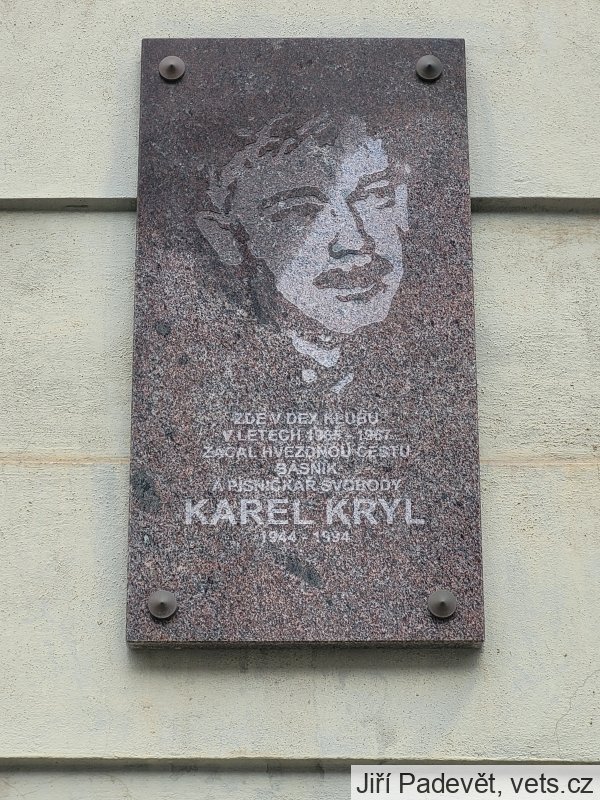 ZDE V DEX KLUBU
V LETECH 1965 - 1967
ZAČAL HVĚZDNOU CESTU
BÁSNÍK
A PÍSNIČKÁŘ SVOBODY
KAREL KRYL
1944 - 1994
Jiří Padevět, vets.cz